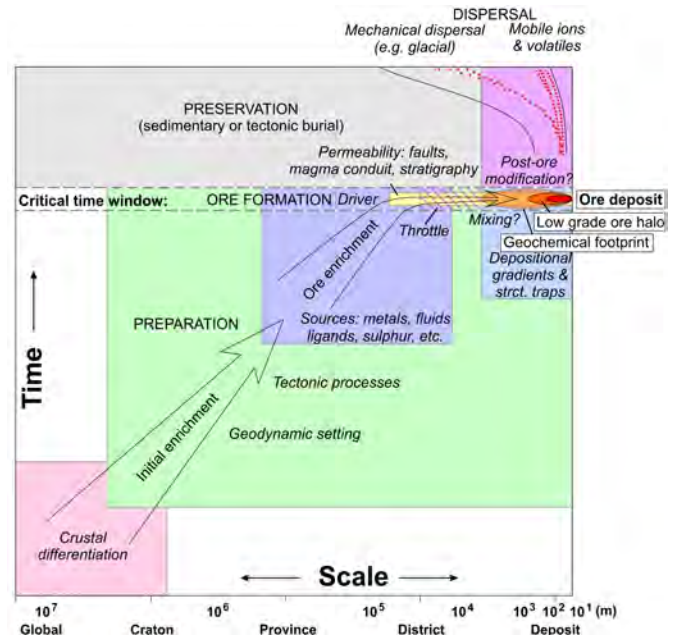 DISPERSAL
Mechanical dispersal
(e.g. glacial)
Mobile ions
& volatiles
PRESERVATION
(sedimentary or tectonic burial)
Permeability: faults,
magma conduit, stratigraphy
Post-ore
modification?
Critical time window:
ORE FORMATION
Driver
Ore deposit
Throttle
Mixing?
Low grade ore halo
Geochemical footprint
Depositional
gradients &
strct. traps
Ore enrichment
PREPARATION
Sources: metals, fluids
ligands, sulphur, etc.
Time
Tectonic processes
Initial enrichment
Geodynamic setting
Crustal
differentiation
Scale
10⁷ 10⁶ 10⁵ 10⁴ 10³ 10² 10¹ (m)
Global Craton Province District Deposit